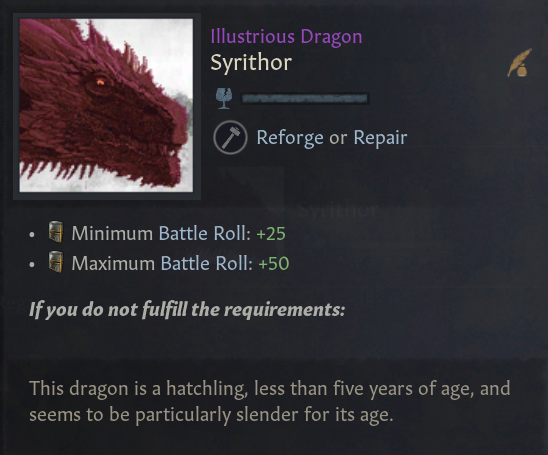 Illustrious Dragon
Syrithor
Reforge or Repair
Syrithor
• Minimum Battle Roll: +25
• Maximum Battle Roll: +50
If you do not fulfill the requirements:
This dragon is a hatchling, less than five years of age, and
seems to be particularly slender for its age.